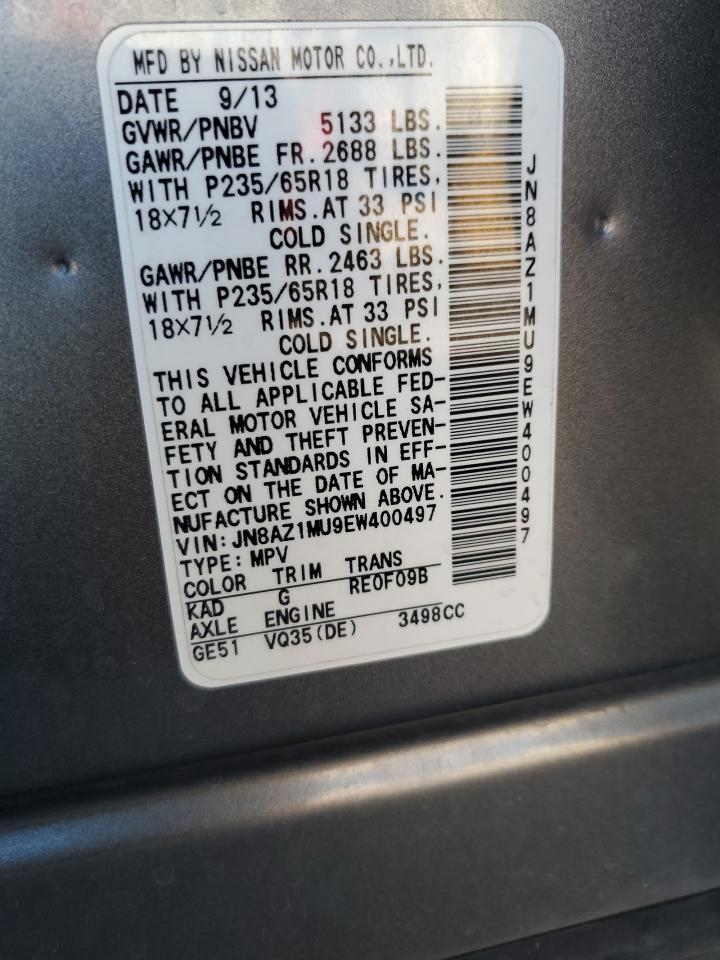 MFD BY NISSAN MOTOR CO.,LTD.
DATE 9/13
GVWR/PNBV 5133 LBS.
GAWR/PNBE FR.2688 LBS.
WITH P235/65R18 TIRES,
18X7½ RIMS.AT 33 PSI
COLD SINGLE.
GAWR/PNBE RR.2463 LBS.
WITH P235/65R18 TIRES,
18X7½ RIMS.AT 33 PSI
COLD SINGLE.
THIS VEHICLE CONFORMS
TO ALL APPLICABLE FED-
ERAL MOTOR VEHICLE SA-
FETY AND THEFT PREVEN-
TION STANDARDS IN EFF-
ECT ON THE DATE OF MA-
NUFACTURE SHOWN ABOVE.
VIN:JN8AZ1MU9EW400497
TYPE:MPV
COLOR TRIM TRANS
KAD G RE0F09B
AXLE ENGINE
GE51 VQ35(DE) 3498CC
JN8AZ1MU9EW400497